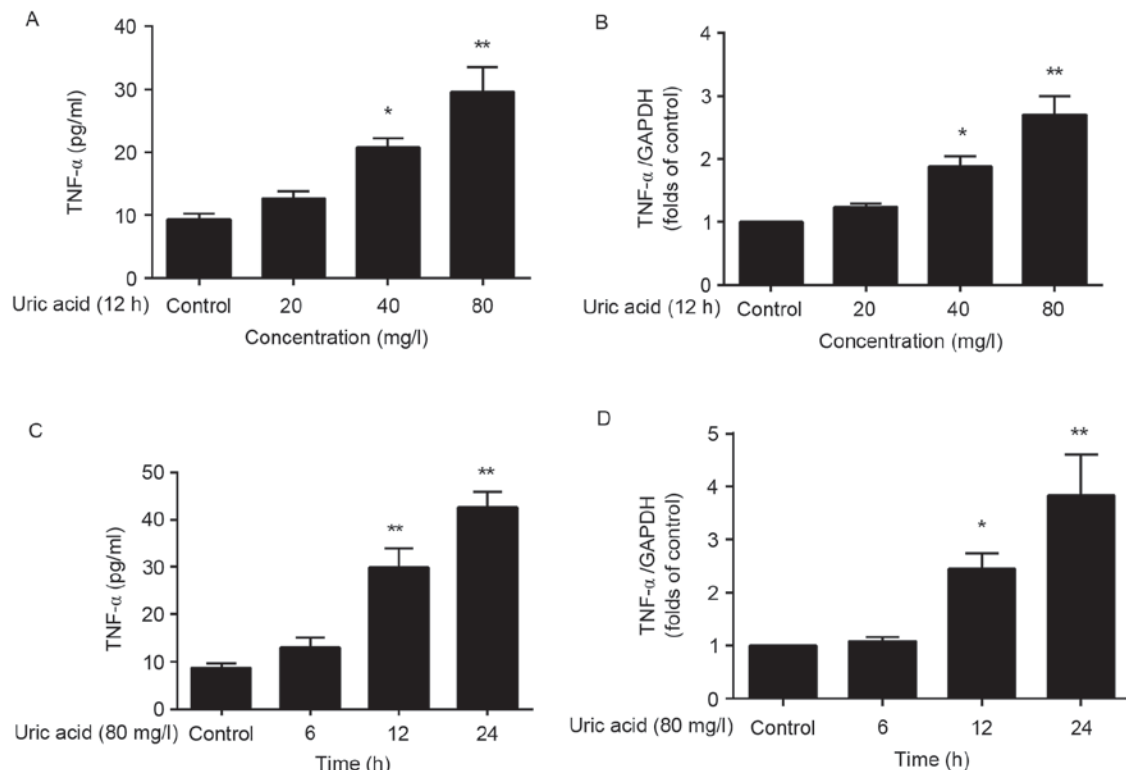 A
TNF-α (pg/ml)
40
30
20
10
0
*
**
Uric acid (12 h) Control 20 40 80
Concentration (mg/l)
B
TNF-α /GAPDH
(folds of control)
4
3
2
1
0
*
**
Uric acid (12 h) Control 20 40 80
Concentration (mg/l)
C
TNF-α (pg/ml)
50
40
30
20
10
0
**
**
Uric acid (80 mg/l) Control 6 12 24
Time (h)
D
TNF-α /GAPDH
(folds of control)
5
4
3
2
1
0
*
**
Uric acid (80 mg/l) Control 6 12 24
Time (h)